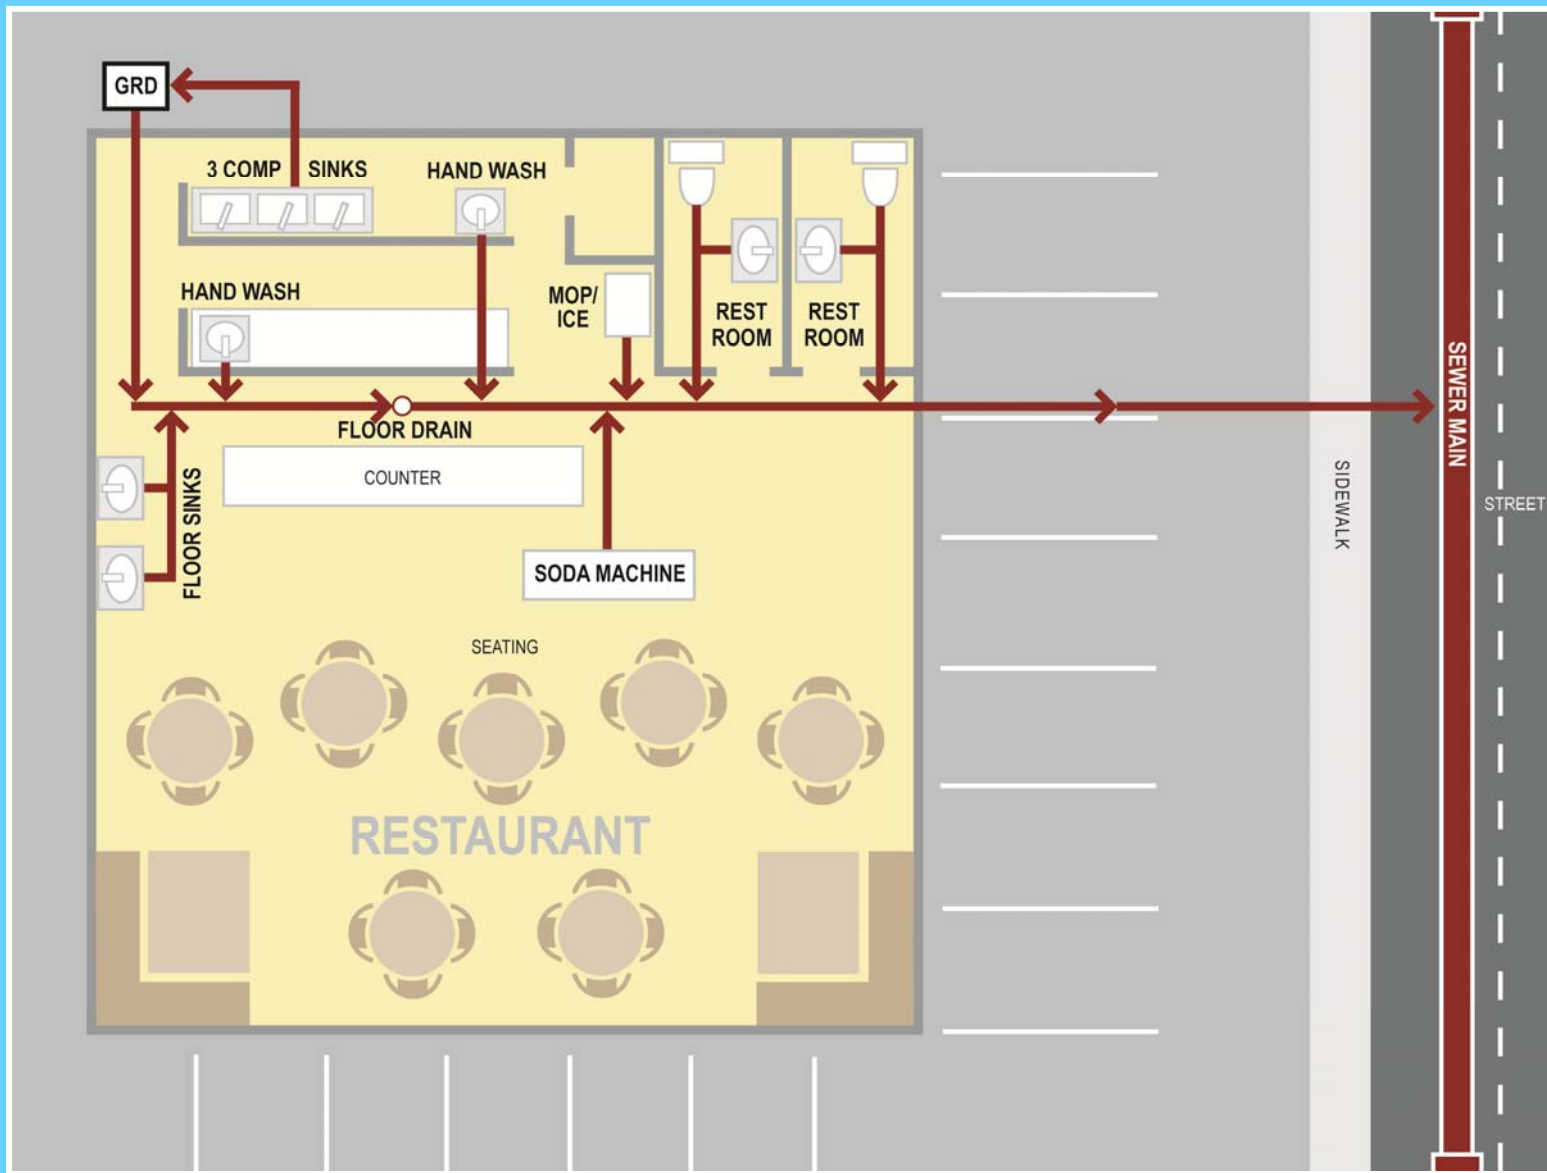 GRD
3 COMP SINKS
HAND WASH
HAND WASH
MOP/
ICE
REST
ROOM
REST
ROOM
FLOOR DRAIN
COUNTER
FLOOR SINKS
SODA MACHINE
SEATING
RESTAURANT
SIDEWALK
SEWER MAIN
STREET